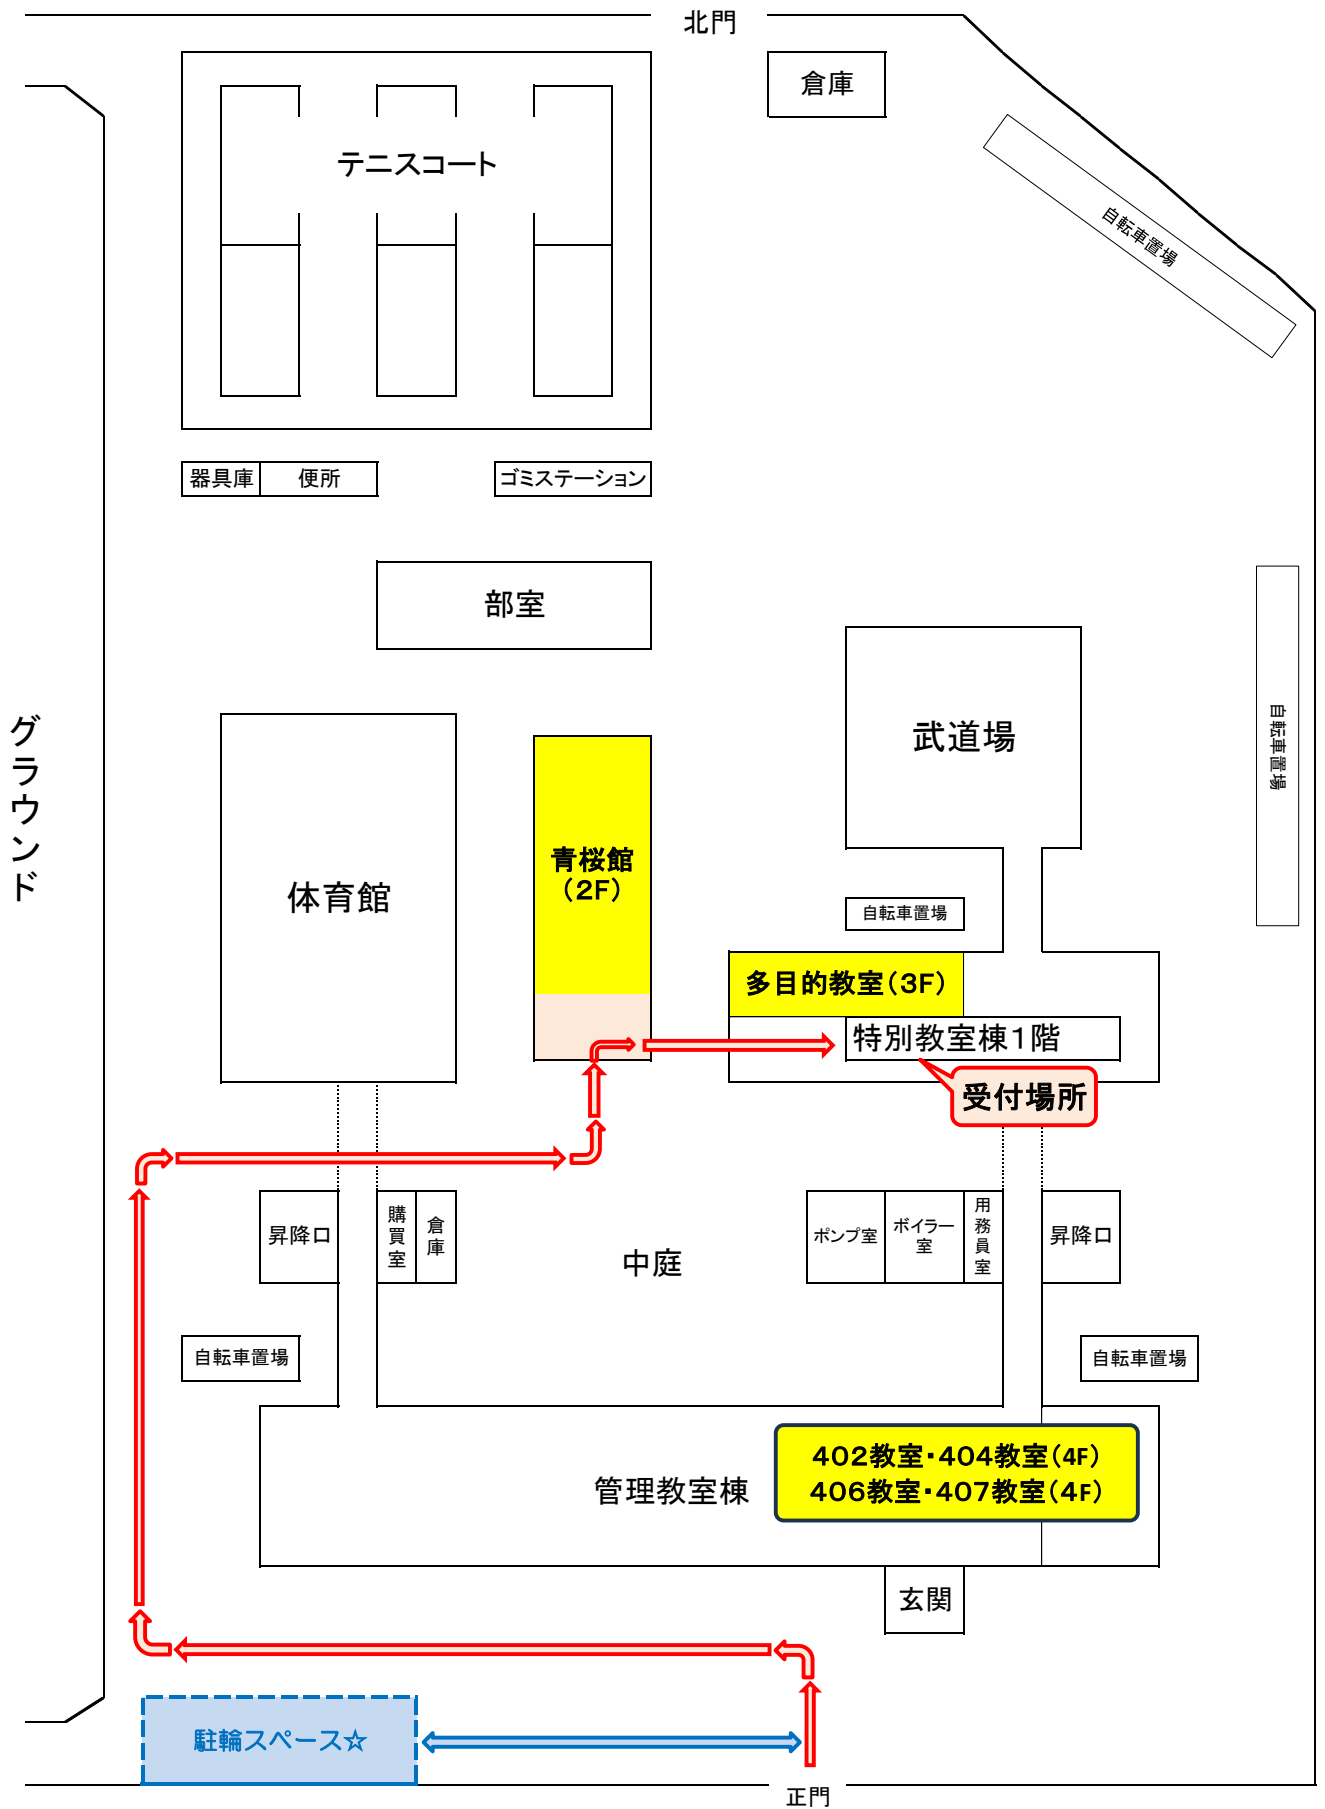 北門
倉庫
テニスコート
自転車置場
器具庫
便所
ゴミステーション
部室
グラウンド
武道場
自転車置場
体育館
青桜館
(2F)
自転車置場
多目的教室(3F)
特別教室棟1階
受付場所
昇降口
購買室
倉庫
中庭
ポンプ室
ボイラー
室
用務員室
昇降口
自転車置場
自転車置場
管理教室棟
402教室・404教室(4F)
406教室・407教室(4F)
玄関
駐輪スペース☆
正門